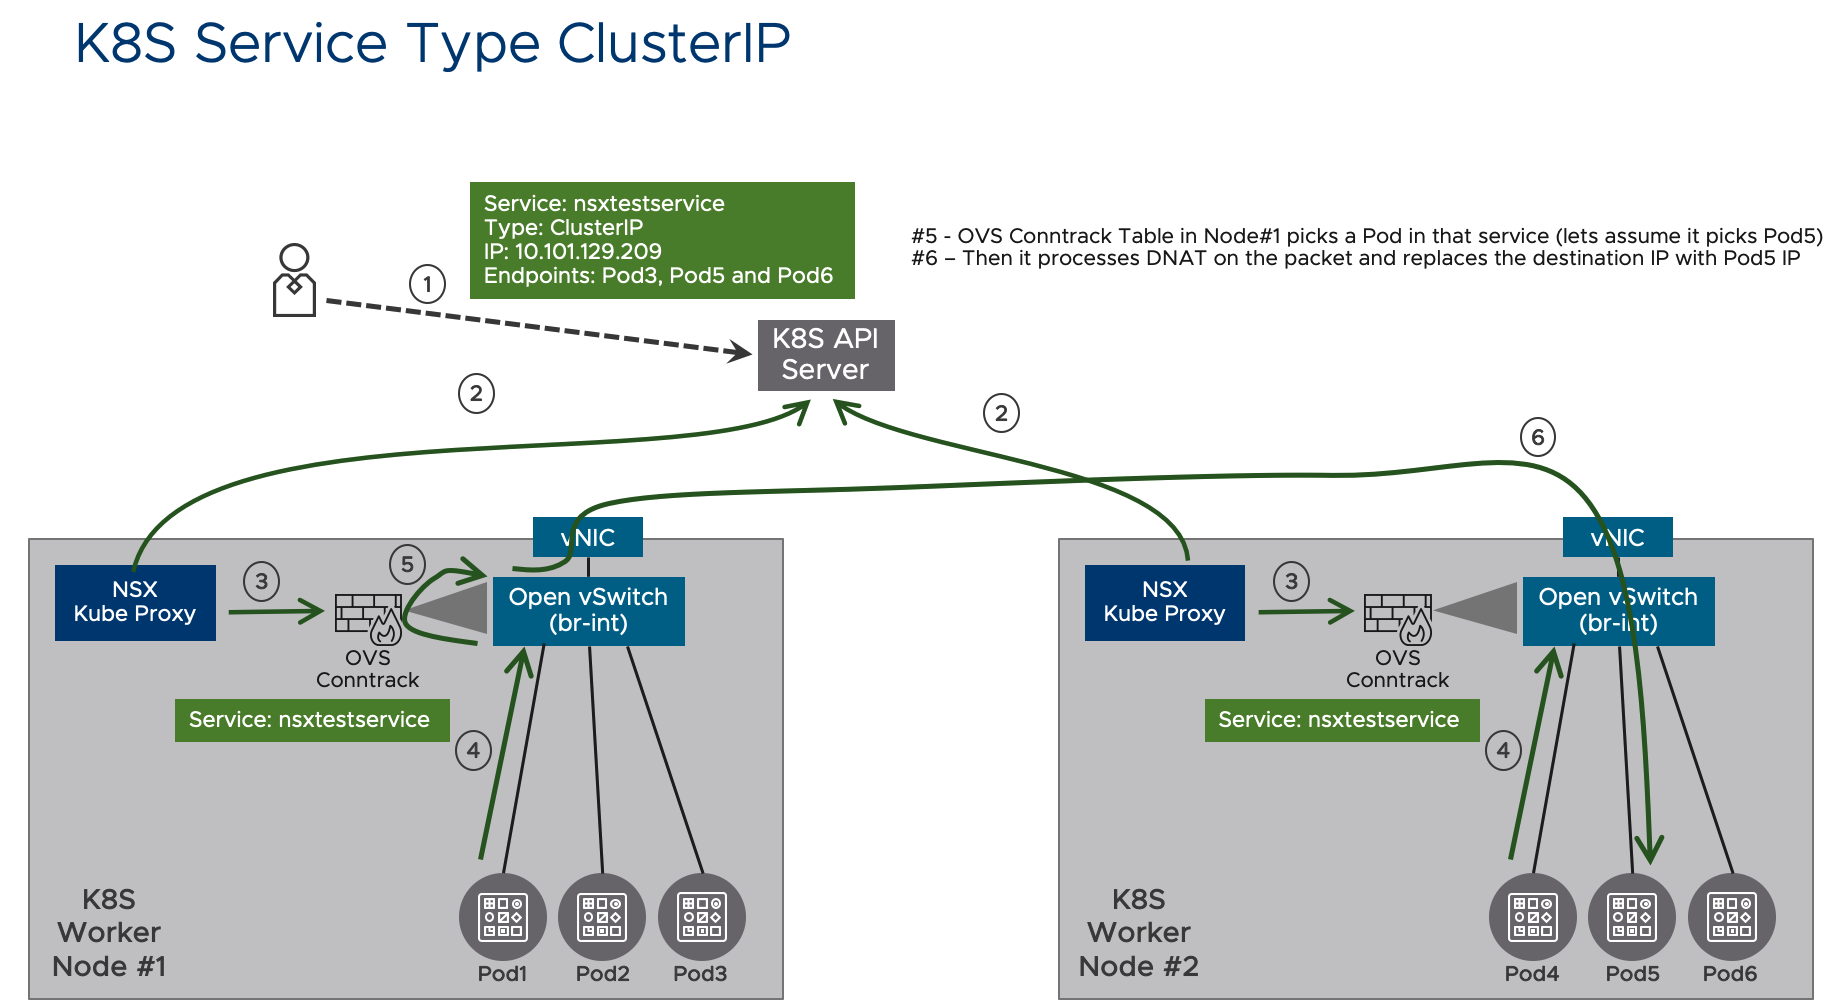 K8S Service Type ClusterIP
Service: nsxtestservice
Type: ClusterIP
IP: 10.101.129.209
Endpoints: Pod3, Pod5 and Pod6
#5 - OVS Conntrack Table in Node#1 picks a Pod in that service (lets assume it picks Pod5)
#6 – Then it processes DNAT on the packet and replaces the destination IP with Pod5 IP
1
K8S API
Server
2
2
6
vNIC
vNIC
NSX
Kube Proxy
3
5
Open vSwitch
(br-int)
OVS
Conntrack
Service: nsxtestservice
4
K8S
Worker
Node #1
Pod1
Pod2
Pod3
NSX
Kube Proxy
3
Open vSwitch
(br-int)
OVS
Conntrack
Service: nsxtestservice
4
K8S
Worker
Node #2
Pod4
Pod5
Pod6